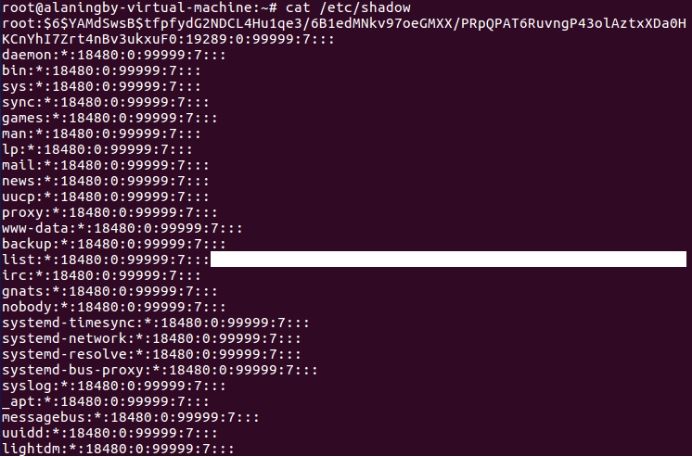 root@alaningby-virtual-machine:~# cat /etc/shadow
root:$6$YAMdSwsB$tfpfydG2NDCL4Hu1qe3/6B1edMNkv97oeGMXX/PRpQPAT6RuvngP43olAztxXDa0H
KCnYhI7Zrt4nBv3ukxuF0:19289:0:99999:7:::
daemon:*:18480:0:99999:7:::
bin:*:18480:0:99999:7:::
sys:*:18480:0:99999:7:::
sync:*:18480:0:99999:7:::
games:*:18480:0:99999:7:::
man:*:18480:0:99999:7:::
lp:*:18480:0:99999:7:::
mail:*:18480:0:99999:7:::
news:*:18480:0:99999:7:::
uucp:*:18480:0:99999:7:::
proxy:*:18480:0:99999:7:::
www-data:*:18480:0:99999:7:::
backup:*:18480:0:99999:7:::
list:*:18480:0:99999:7:::
irc:*:18480:0:99999:7:::
gnats:*:18480:0:99999:7:::
nobody:*:18480:0:99999:7:::
systemd-timesync:*:18480:0:99999:7:::
systemd-network:*:18480:0:99999:7:::
systemd-resolve:*:18480:0:99999:7:::
systemd-bus-proxy:*:18480:0:99999:7:::
syslog:*:18480:0:99999:7:::
_apt:*:18480:0:99999:7:::
messagebus:*:18480:0:99999:7:::
uuidd:*:18480:0:99999:7:::
lightdm:*:18480:0:99999:7:::